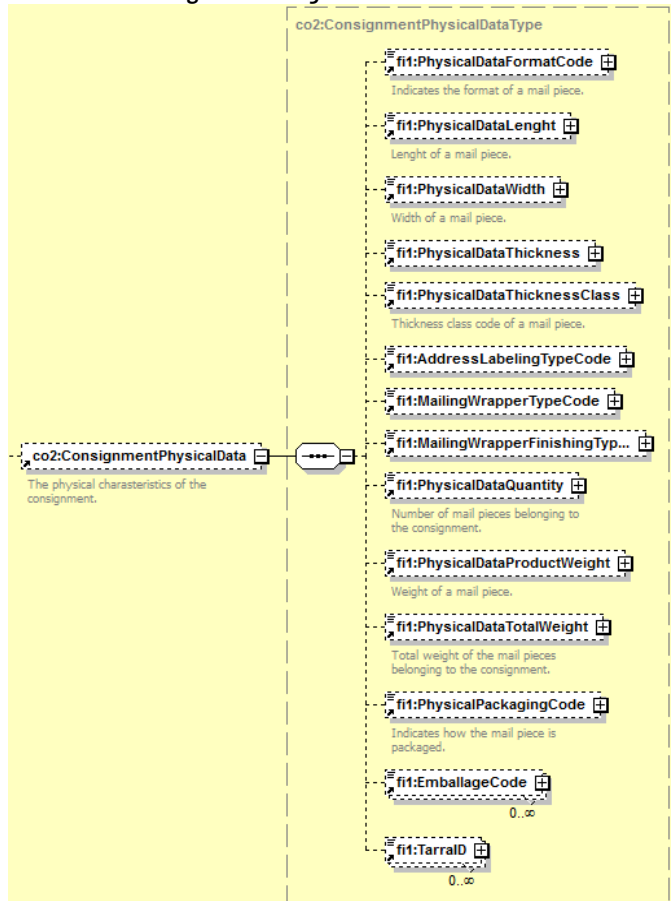 co2:ConsignmentPhysicalDataType
fi1:PhysicalDataFormatCode
Indicates the format of a mail piece.
fi1:PhysicalDataLenght
Lenght of a mail piece.
fi1:PhysicalDataWidth
Width of a mail piece.
fi1:PhysicalDataThickness
fi1:PhysicalDataThicknessClass
Thickness class code of a mail piece.
fi1:AddressLabelingTypeCode
fi1:MailingWrapperTypeCode
fi1:MailingWrapperFinishingTyp...
co2:ConsignmentPhysicalData
The physical charasteristics of the
consignment.
fi1:PhysicalDataQuantity
Number of mail pieces belonging to
the consignment.
fi1:PhysicalDataProductWeight
Weight of a mail piece.
fi1:PhysicalDataTotalWeight
Total weight of the mail pieces
belonging to the consignment.
fi1:PhysicalPackagingCode
Indicates how the mail piece is
packaged.
fi1:EmballageCode
0..∞
fi1:TarraID
0..∞